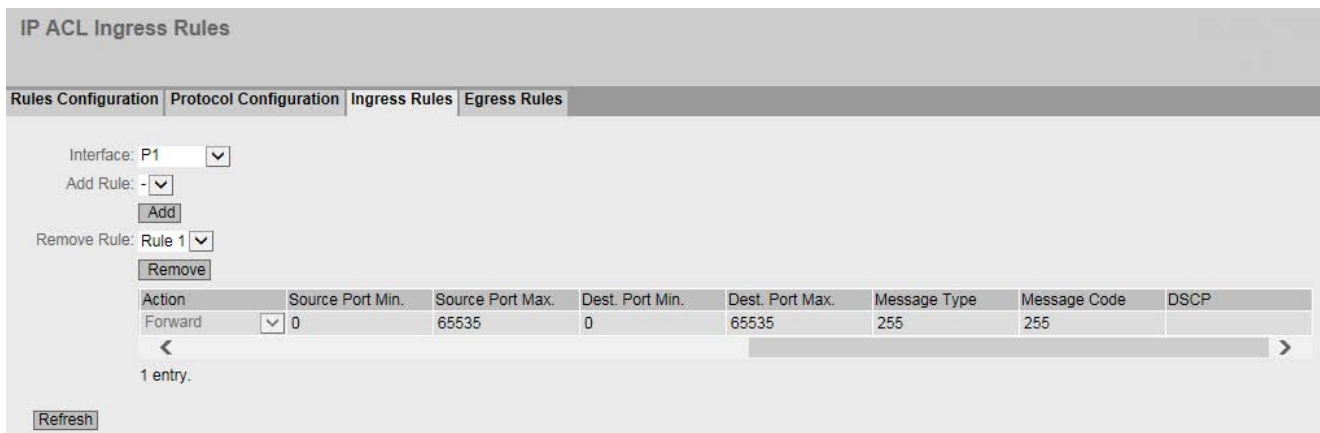 IP ACL Ingress Rules
Rules Configuration Protocol Configuration Ingress Rules Egress Rules
Interface: P1
Add Rule: -
Add
Remove Rule: Rule 1
Remove
Action Source Port Min. Source Port Max. Dest. Port Min. Dest. Port Max. Message Type Message Code DSCP
Forward 0 65535 0 65535 255 255
1 entry.
Refresh